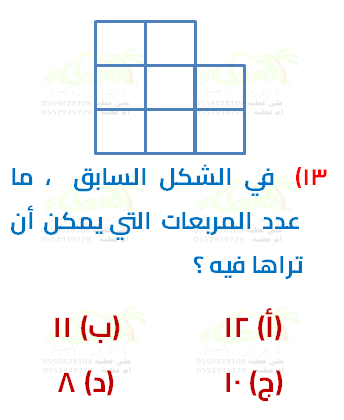 ١٣) في الشكل السابق ، ما
عدد المربعات التي يمكن أن
تراها فيه ؟
(أ) ١٢ (ب) ١١
(ج) ١٠ (د) ٨